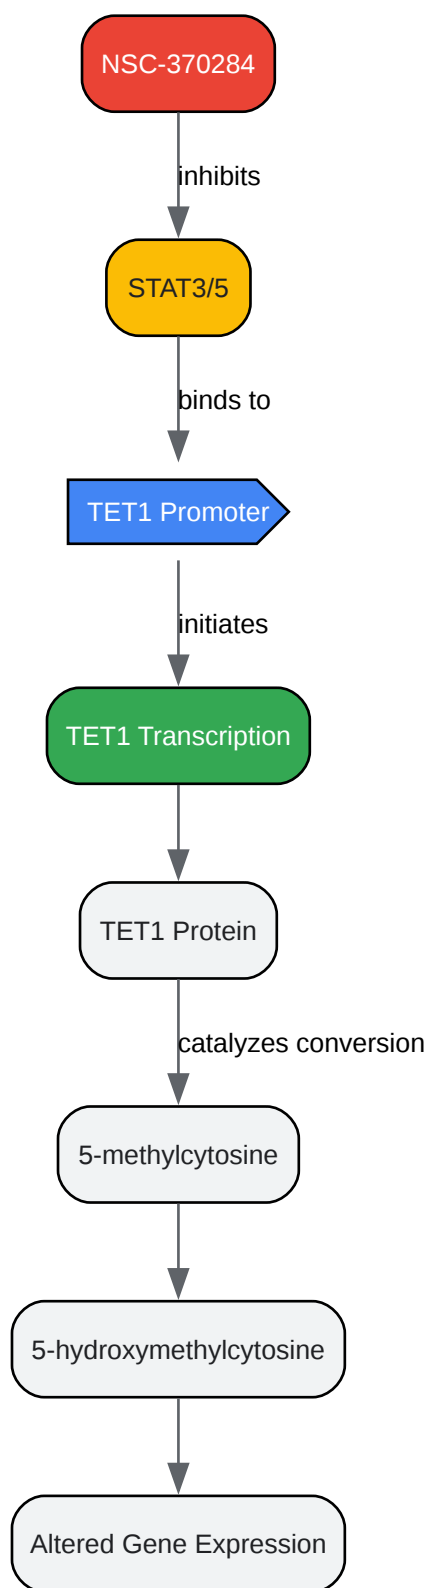 NSC-370284
inhibits
STAT3/5
binds to
TET1 Promoter
initiates
TET1 Transcription
TET1 Protein
catalyzes conversion
5-methylcytosine
5-hydroxymethylcytosine
Altered Gene Expression